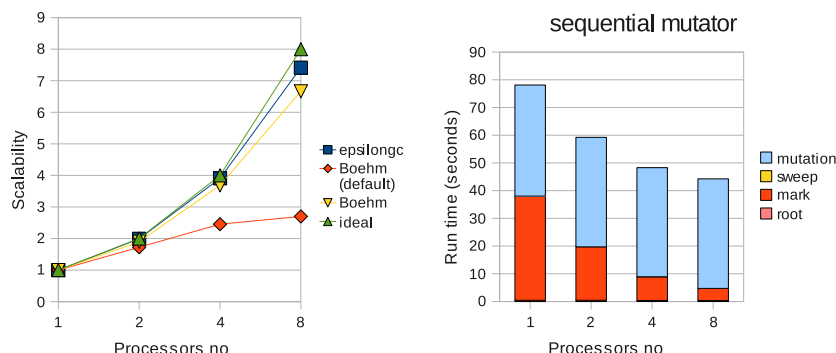 9
8
7
6
5
4
3
2
1
0
Scalability
1 2 4 8
Processors no
epsilongc
Boehm
(default)
Boehm
ideal
sequential mutator
90
80
70
60
50
40
30
20
10
0
Run time (seconds)
1 2 4 8
Processors no
mutation
sweep
mark
root